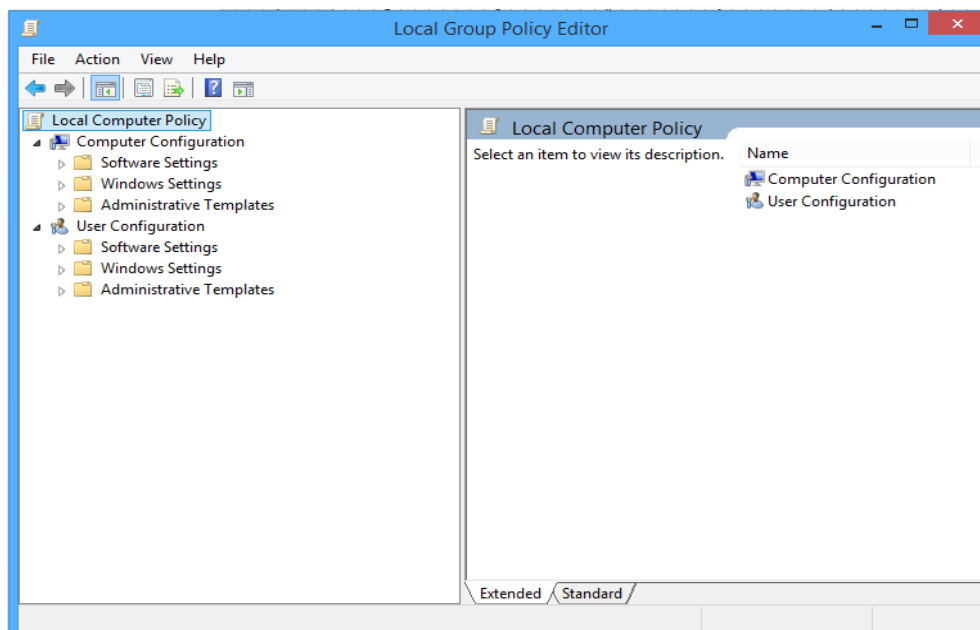 Local Group Policy Editor
File Action View Help
Local Computer Policy
Computer Configuration
Software Settings
Windows Settings
Administrative Templates
User Configuration
Software Settings
Windows Settings
Administrative Templates
Local Computer Policy
Select an item to view its description.
Name
Computer Configuration
User Configuration
Extended Standard